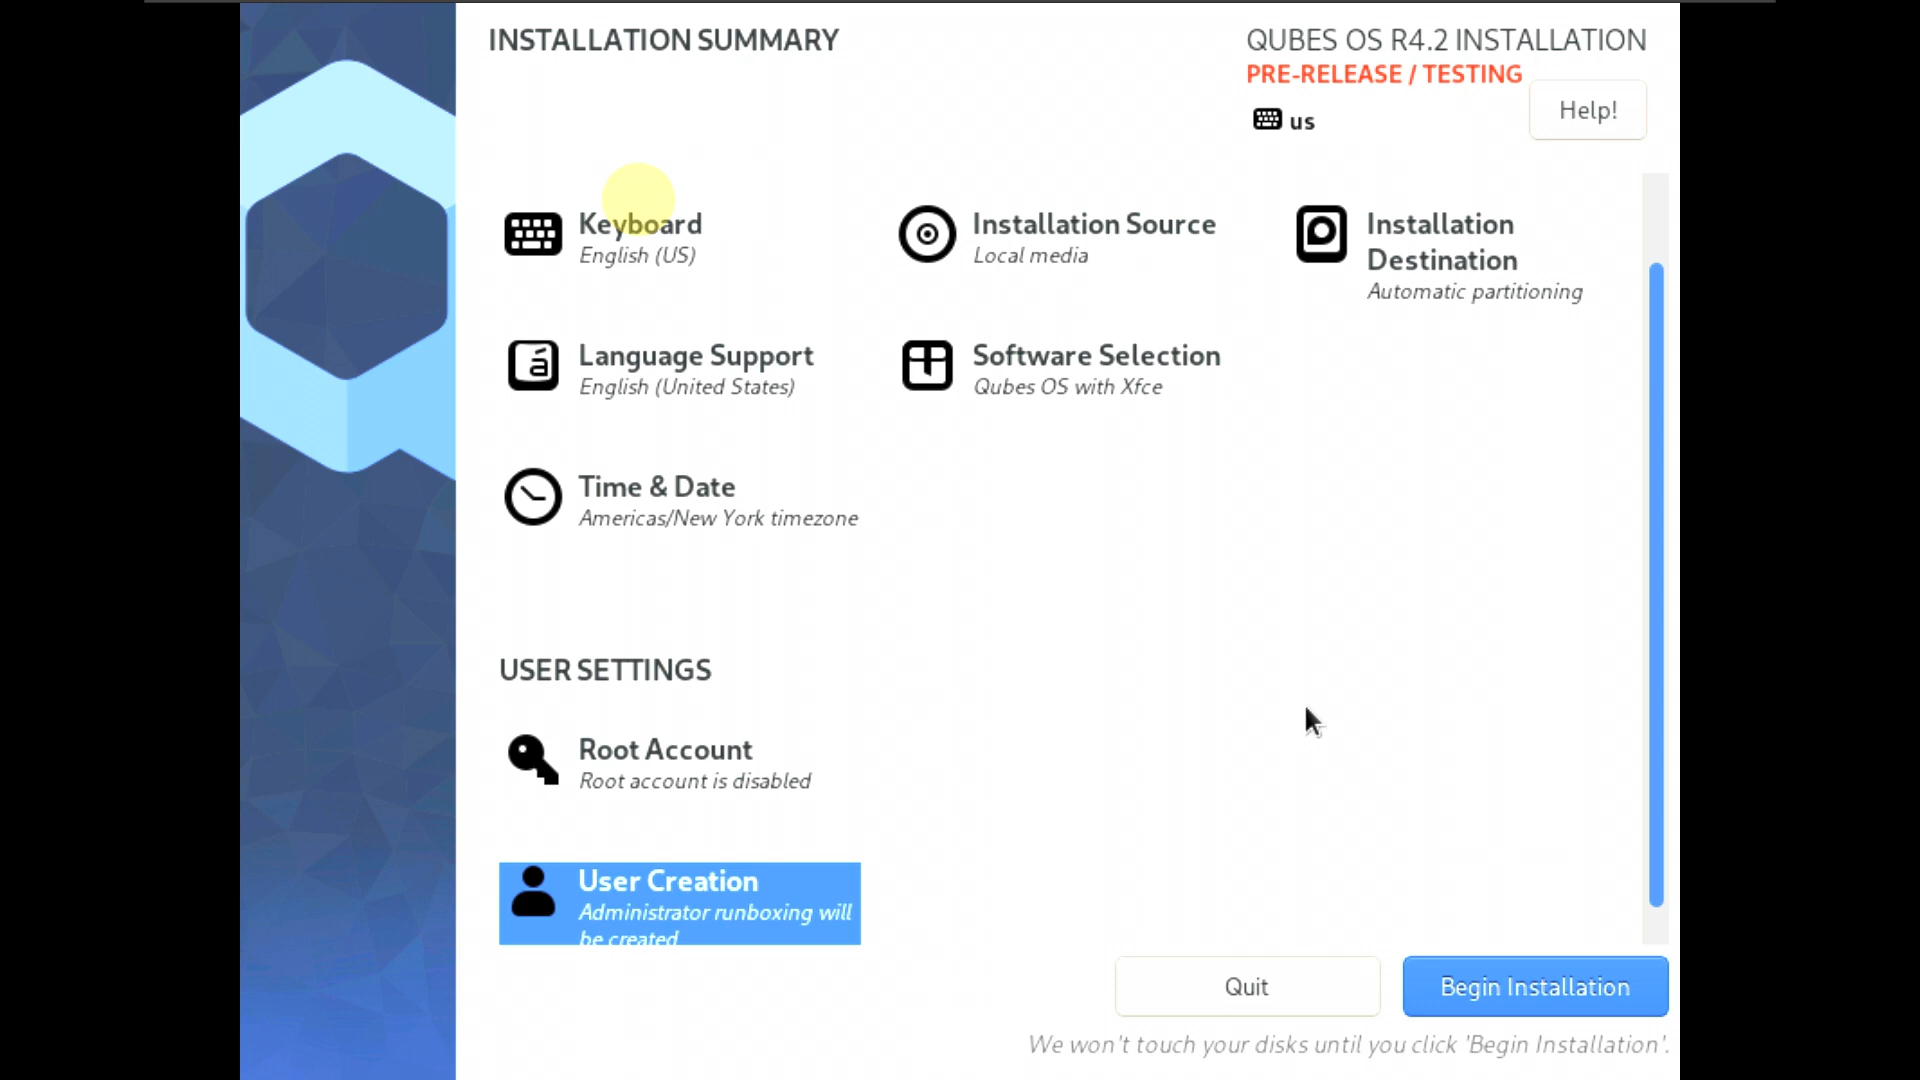 INSTALLATION SUMMARY
QUBES OS R4.2 INSTALLATION
PRE-RELEASE / TESTING
us
Help!
Keyboard
English (US)
Installation Source
Local media
Installation
Destination
Automatic partitioning
Language Support
English (United States)
Software Selection
Qubes OS with Xfce
Time & Date
Americas/New York timezone
USER SETTINGS
Root Account
Root account is disabled
User Creation
Administrator runboxing will
be created
Quit
Begin Installation
We won't touch your disks until you click 'Begin Installation'.